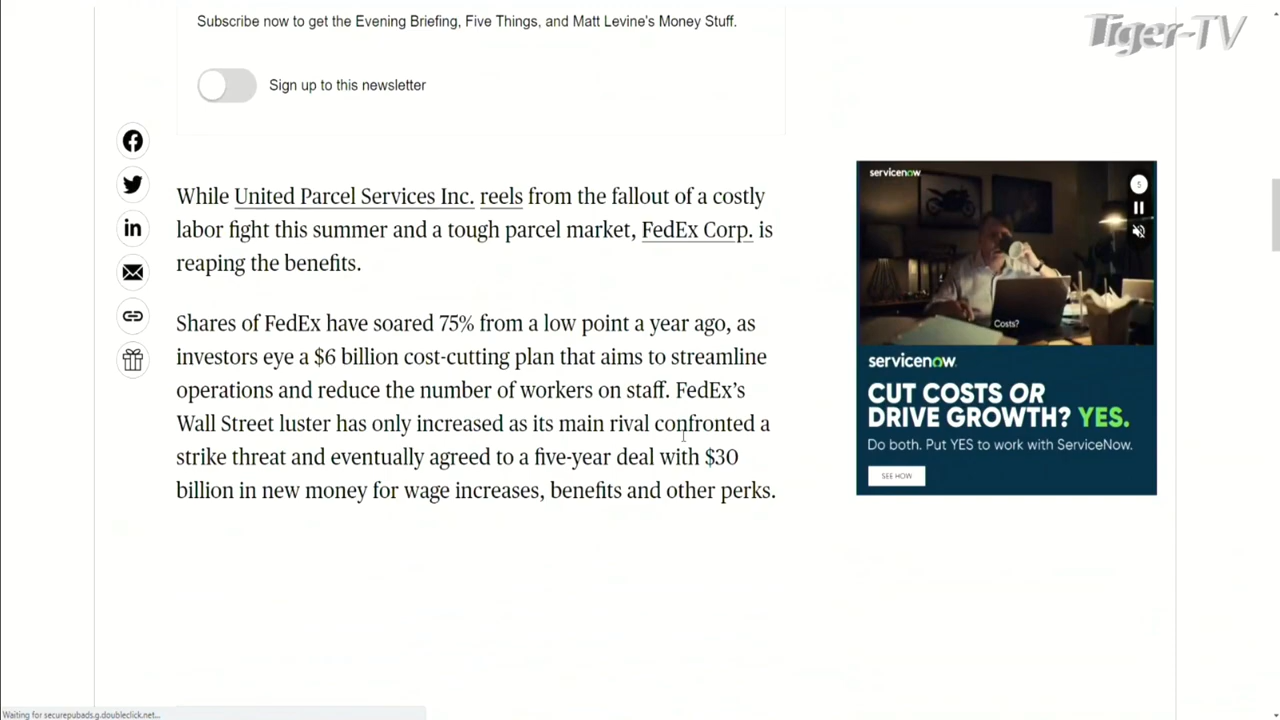 Subscribe now to get the Evening Briefing, Five Things, and Matt Levine's Money Stuff.
Tiger-TV
Sign up to this newsletter
While United Parcel Services Inc. reels from the fallout of a costly
labor fight this summer and a tough parcel market, FedEx Corp. is
reaping the benefits.
Shares of FedEx have soared 75% from a low point a year ago, as
investors eye a $6 billion cost-cutting plan that aims to streamline
operations and reduce the number of workers on staff. FedEx's
Wall Street luster has only increased as its main rival confronted a
strike threat and eventually agreed to a five-year deal with $30
billion in new money for wage increases, benefits and other perks.
servicenow
5
Costs?
servicenow.
CUT COSTS OR
DRIVE GROWTH? YES.
Do both. Put YES to work with ServiceNow.
SEE HOW
Waiting for securepubads.g.doubleclick.net...